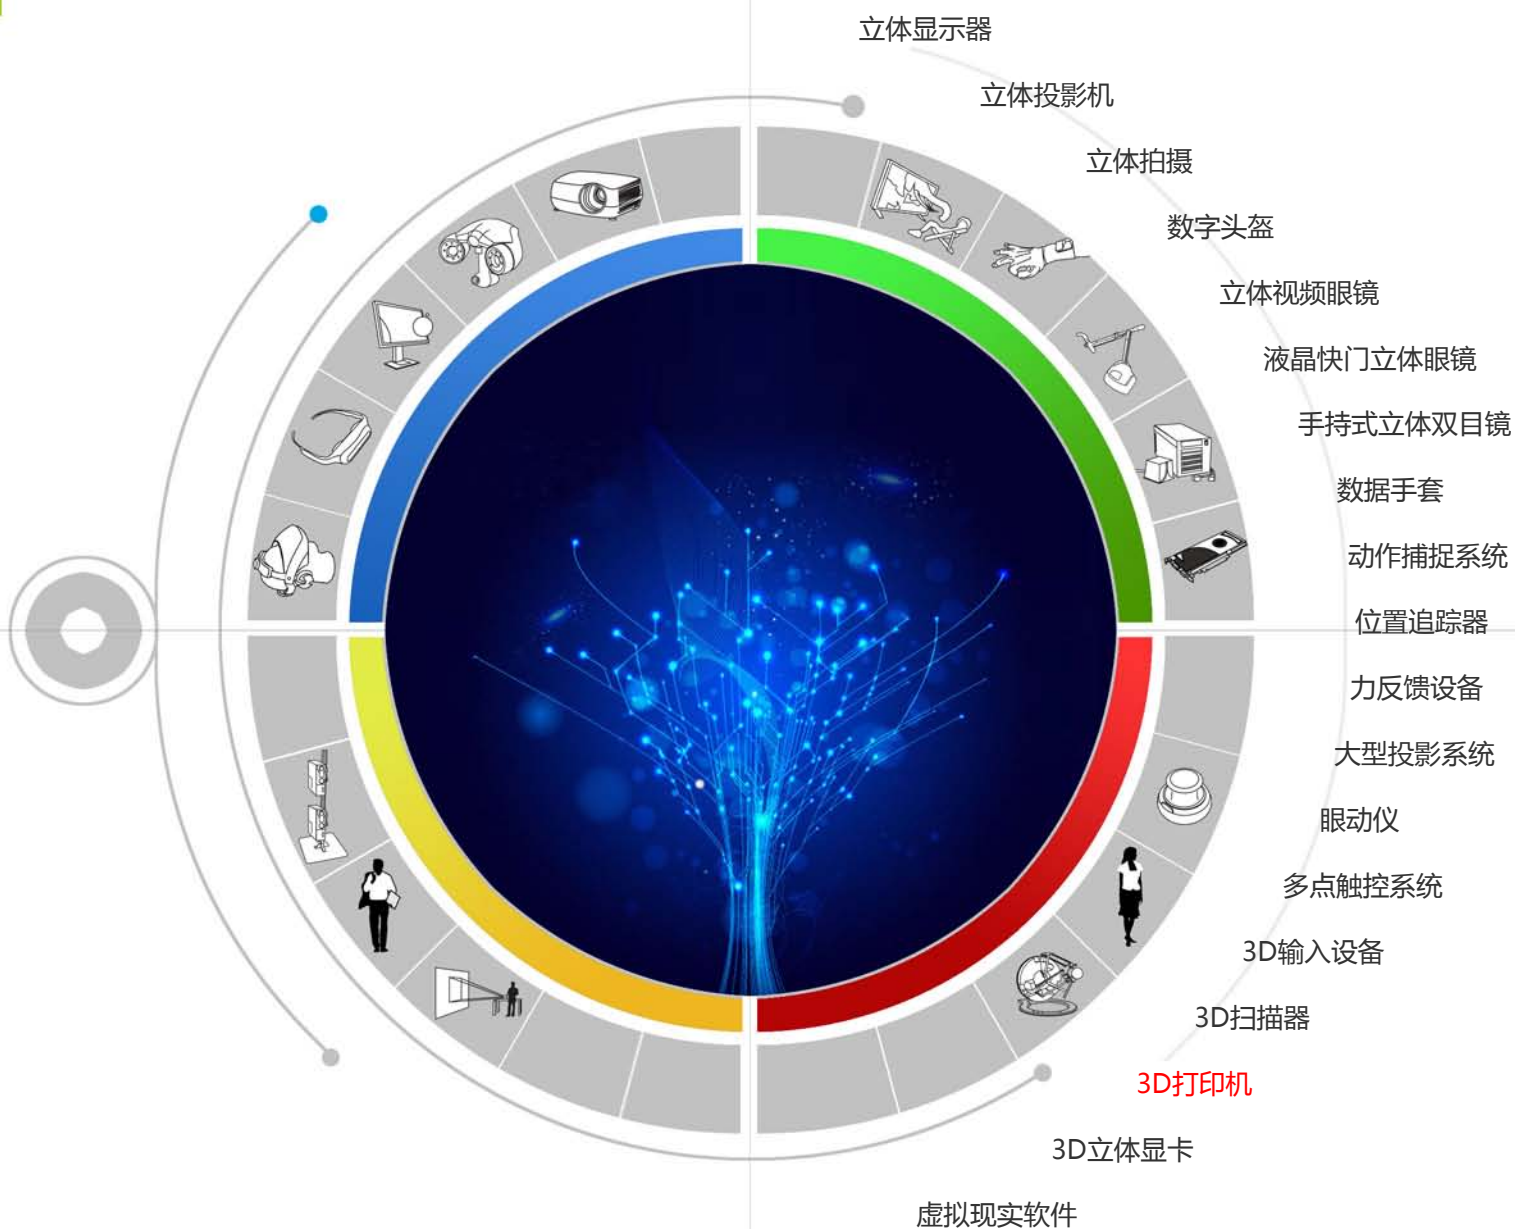 立体显示器
立体投影机
立体拍摄
数字头盔
立体视频眼镜
液晶快门立体眼镜
手持式立体双目镜
数据手套
动作捕捉系统
位置追踪器
力反馈设备
大型投影系统
眼动仪
多点触控系统
3D输入设备
3D扫描器
3D打印机
3D立体显卡
虚拟现实软件